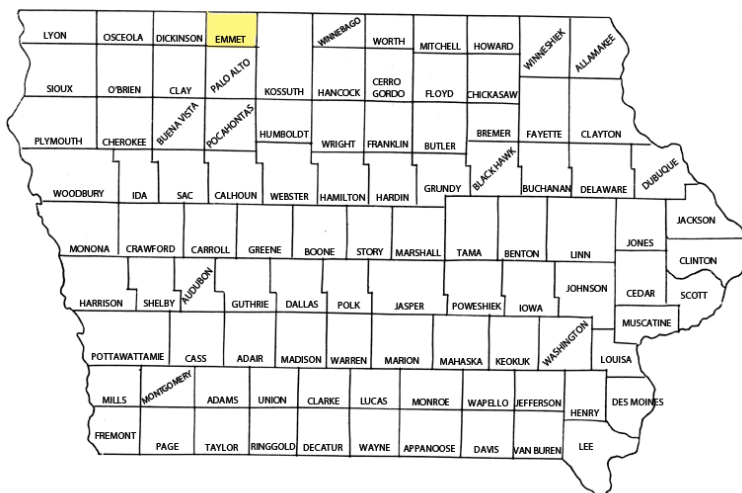 LYON
OSCEOLA
DICKINSON
EMMET
WINNEBAGO
WORTH
MITCHELL
HOWARD
WINNESHIEK
ALLAMAKEE
SIOUX
O'BRIEN
CLAY
PALO ALTO
KOSSUTH
HANCOCK
CERRO
GORDO
FLOYD
CHICKASAW
PLYMOUTH
CHEROKEE
BUENA VISTA
POCAHONTAS
HUMBOLDT
WRIGHT
FRANKLIN
BUTLER
BREMER
FAYETTE
CLAYTON
WOODBURY
IDA
SAC
CALHOUN
WEBSTER
HAMILTON
HARDIN
GRUNDY
BLACK HAWK
BUCHANAN
DELAWARE
DUBUQUE
MONONA
CRAWFORD
CARROLL
GREENE
BOONE
STORY
MARSHALL
TAMA
BENTON
LINN
JONES
JACKSON
CLINTON
HARRISON
SHELBY
AUDUBON
GUTHRIE
DALLAS
POLK
JASPER
POWESHIEK
IOWA
JOHNSON
CEDAR
SCOTT
MUSCATINE
POTTAWATTAMIE
CASS
ADAIR
MADISON
WARREN
MARION
MAHASKA
KEOKUK
WASHINGTON
LOUISA
MILLS
MONTGOMERY
ADAMS
UNION
CLARKE
LUCAS
MONROE
WAPELLO
JEFFERSON
HENRY
DES MOINES
FREMONT
PAGE
TAYLOR
RINGGOLD
DECATUR
WAYNE
APPANOOSE
DAVIS
VAN BUREN
LEE